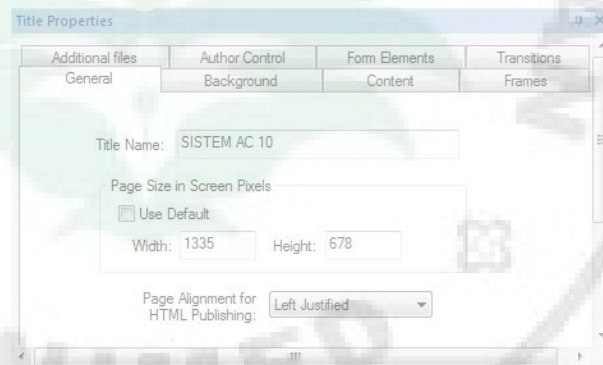 Title Properties
Additional files Author Control Form Elements Transitions
General Background Content Frames
Title Name: SISTEM AC 10
Page Size in Screen Pixels
Use Default
Width: 1335 Height: 678
Page Alignment for HTML Publishing: Left Justified